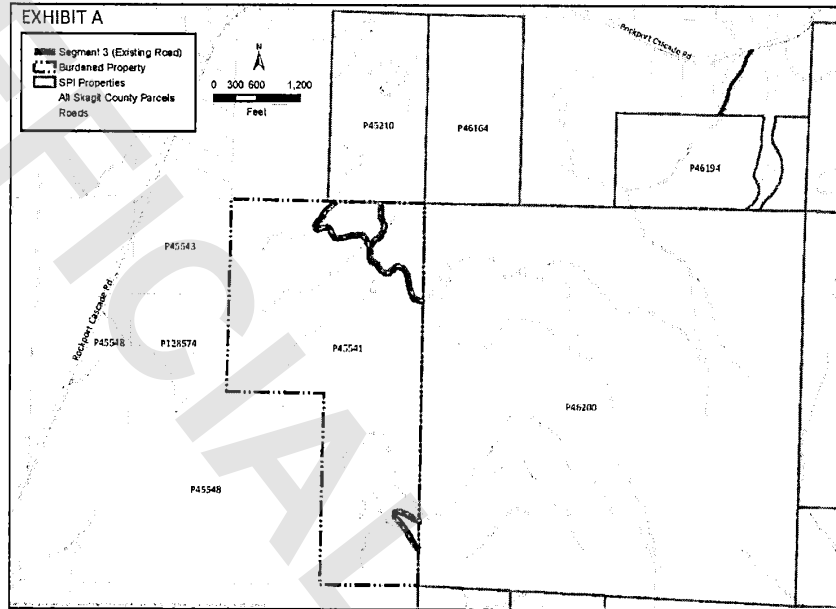 EXHIBIT A
Segment 3 (Existing Road)
Burdened Property
SPI Properties
All Skagit County Parcels
Roads
N
0 300 600 1,200
Feet
Rockport Cascade Rd
P45210
P46164
P46194
P45543
Rockport Cascade Rd
P45548
P128574
P45541
P46200
P45548